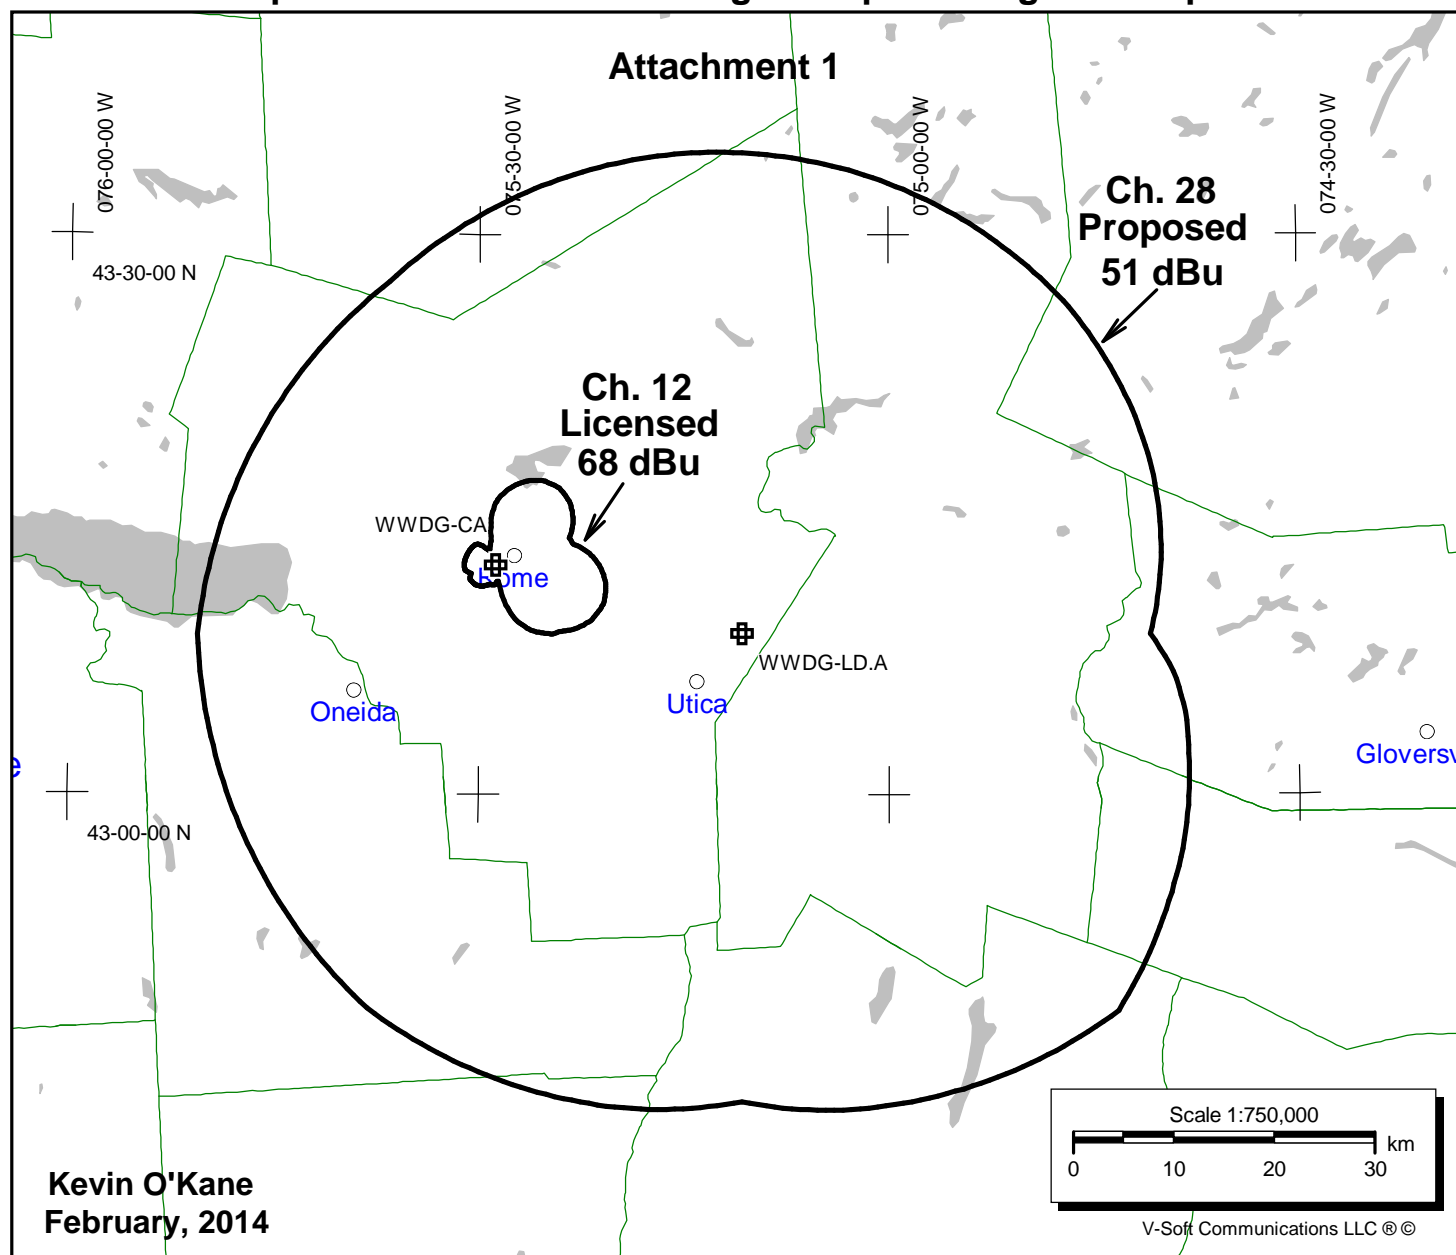 Attachment 1
076-00-00 W
075-30-00 W
075-00-00 W
074-30-00 W
43-30-00 N
Ch. 28
Proposed
51 dBu
Ch. 12
Licensed
68 dBu
WWDG-CA
Rome
WWDG-LD.A
Oneida
Utica
Gloversv
e
43-00-00 N
Scale 1:750,000
km
0 10 20 30
Kevin O'Kane
February, 2014
V-Soft Communications LLC ® ©